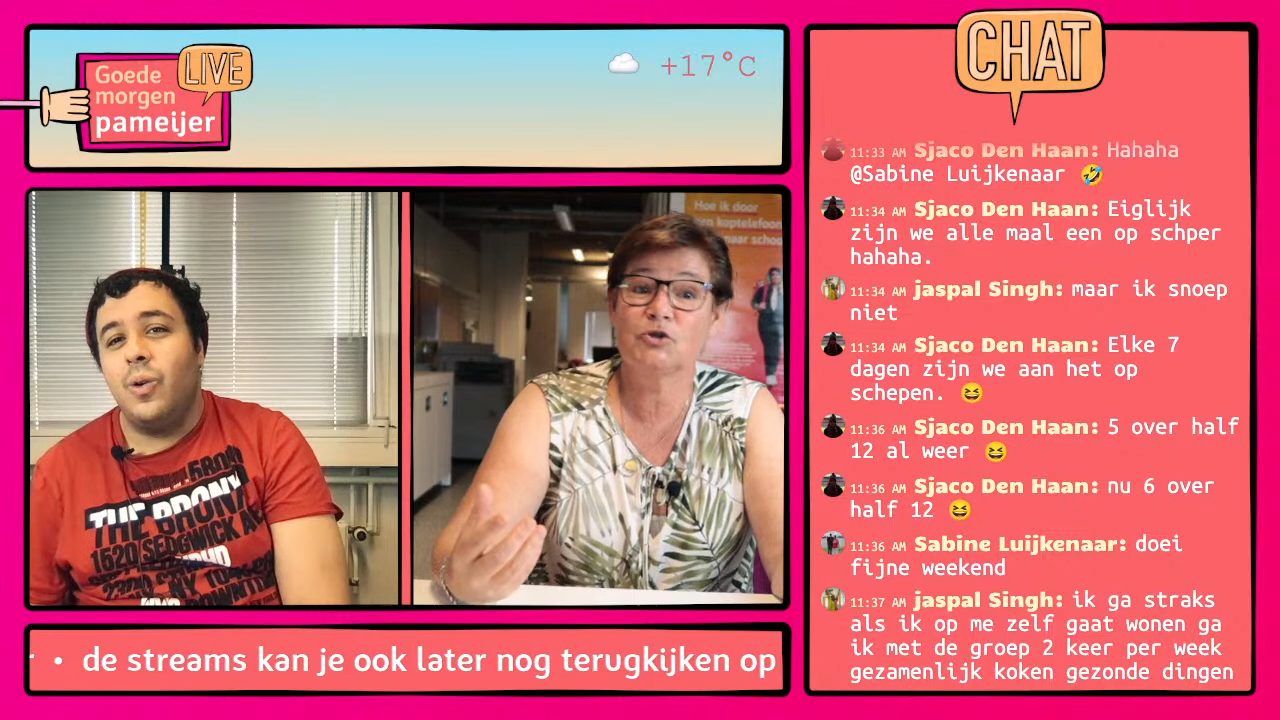 Goede
morgen
pameijer
LIVE
+17°C
Hoe ik door
koptelefoon
naar schoo
THE BRONX
1520 SEDGWICK AV
• de streams kan je ook later nog terugkijken op
CHAT
11:33 AM Sjaco Den Haan: Hahaha
@Sabine Luijkenaar 🤣
11:34 AM Sjaco Den Haan: Eiglijk
zijn we alle maal een op schper
hahaha.
11:34 AM jaspal Singh: maar ik snoep
niet
11:34 AM Sjaco Den Haan: Elke 7
dagen zijn we aan het op
schepen. 😆
11:36 AM Sjaco Den Haan: 5 over half
12 al weer 😆
11:36 AM Sjaco Den Haan: nu 6 over
half 12 😆
11:36 AM Sabine Luijkenaar: doei
fijne weekend
11:37 AM jaspal Singh: ik ga straks
als ik op me zelf gaat wonen ga
ik met de groep 2 keer per week
gezamenlijk koken gezonde dingen